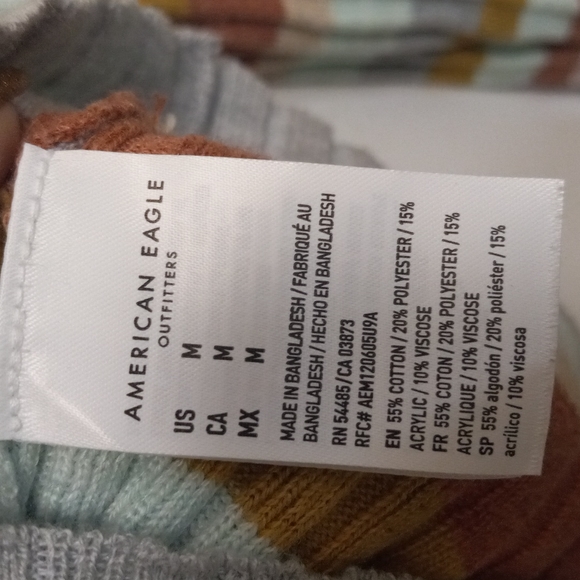 AMERICAN EAGLE
OUTFITTERS
US M
CA M
MX M
MADE IN BANGLADESH / FABRIQUÉ AU
BANGLADESH / HECHO EN BANGLADESH
RN 54485 / CA 03873
RFC# AEM120605U9A
EN 55% COTTON / 20% POLYESTER / 15%
ACRYLIC / 10% VISCOSE
FR 55% COTON / 20% POLYESTER / 15%
ACRYLIQUE / 10% VISCOSE
SP 55% algodón / 20% poliéster / 15%
acrílico / 10% viscosa